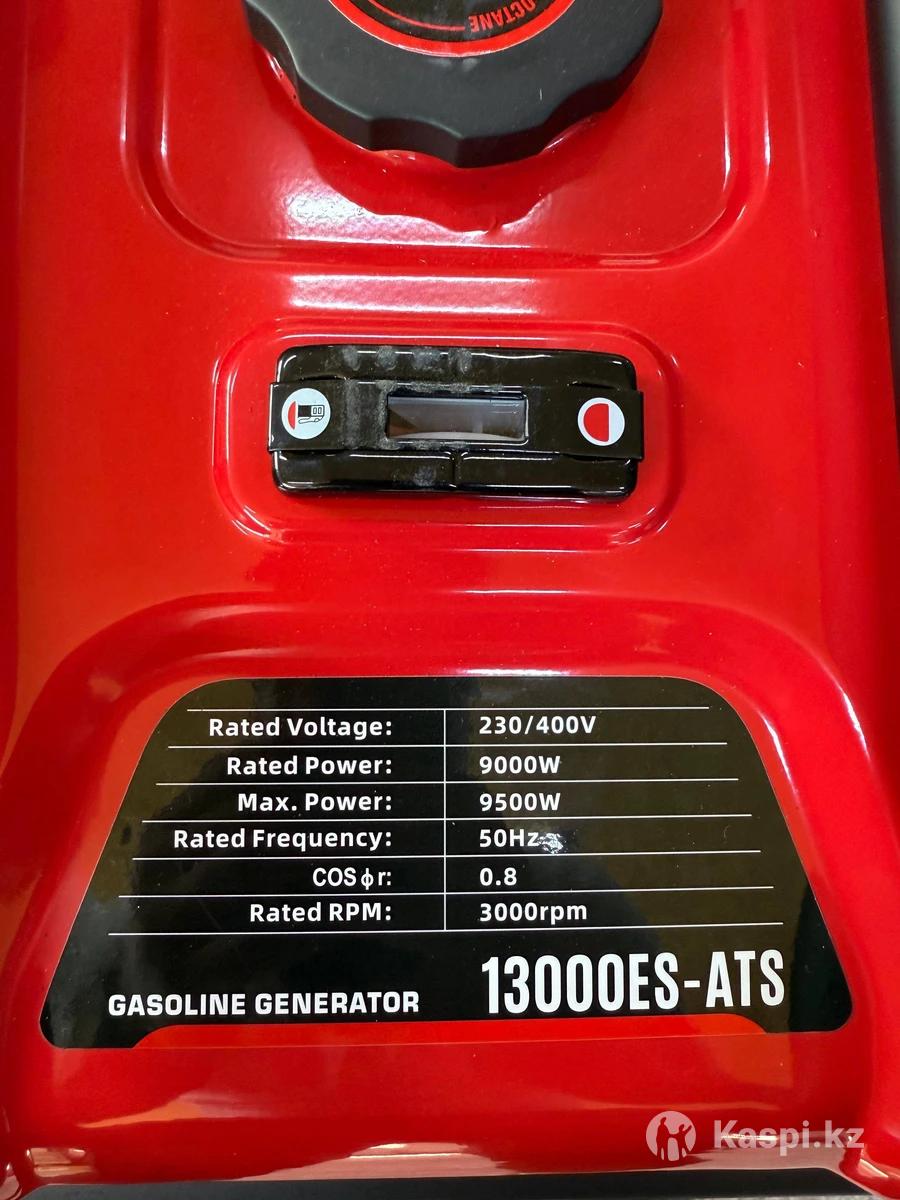 OCTANE
Rated Voltage: 230/400V
Rated Power: 9000W
Max. Power: 9500W
Rated Frequency: 50Hz
COSϕr: 0.8
Rated RPM: 3000rpm
GASOLINE GENERATOR 13000ES-ATS
Kaspi.kz